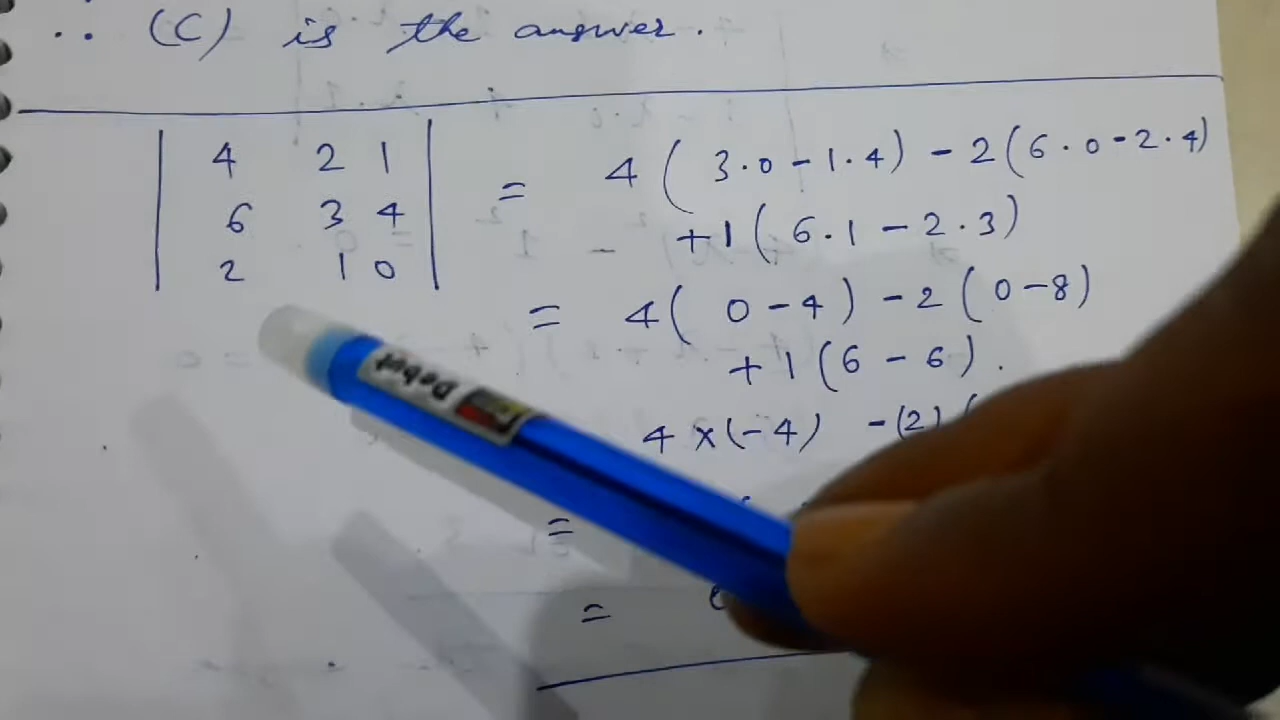 ∴ (C) is the answer.
| 4 2 1 | = 4 ( 3·0 - 1·4) - 2(6·0 - 2·4)
| 6 3 4 | +1( 6·1 - 2·3)
| 2 1 0 |
= 4( 0-4) -2 ( 0-8)
+1(6-6).
4 ×(-4) -(2)(
=
=
Debut